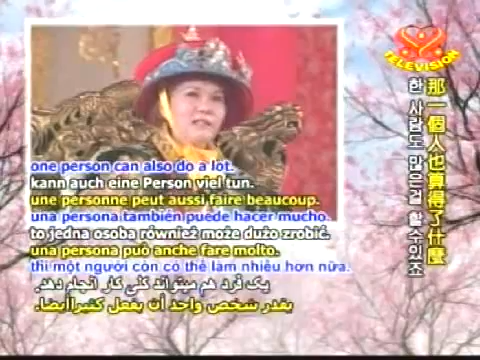 TELEVISION
那一個人也算得了什麼
한 사람도 많은걸 할수있죠
one person can also do a lot.
kann auch eine Person viel tun.
une personne peut aussi faire beaucoup.
una persona también puede hacer mucho.
to jedna osoba również może dużo zrobić.
una persona può anche fare molto.
thì một người còn có thể làm nhiều hơn nữa.
یک فرد هم میتواند کلی کار انجام دهد.
بقدر شخص واحد أن يفعل كثيراًأيضا.